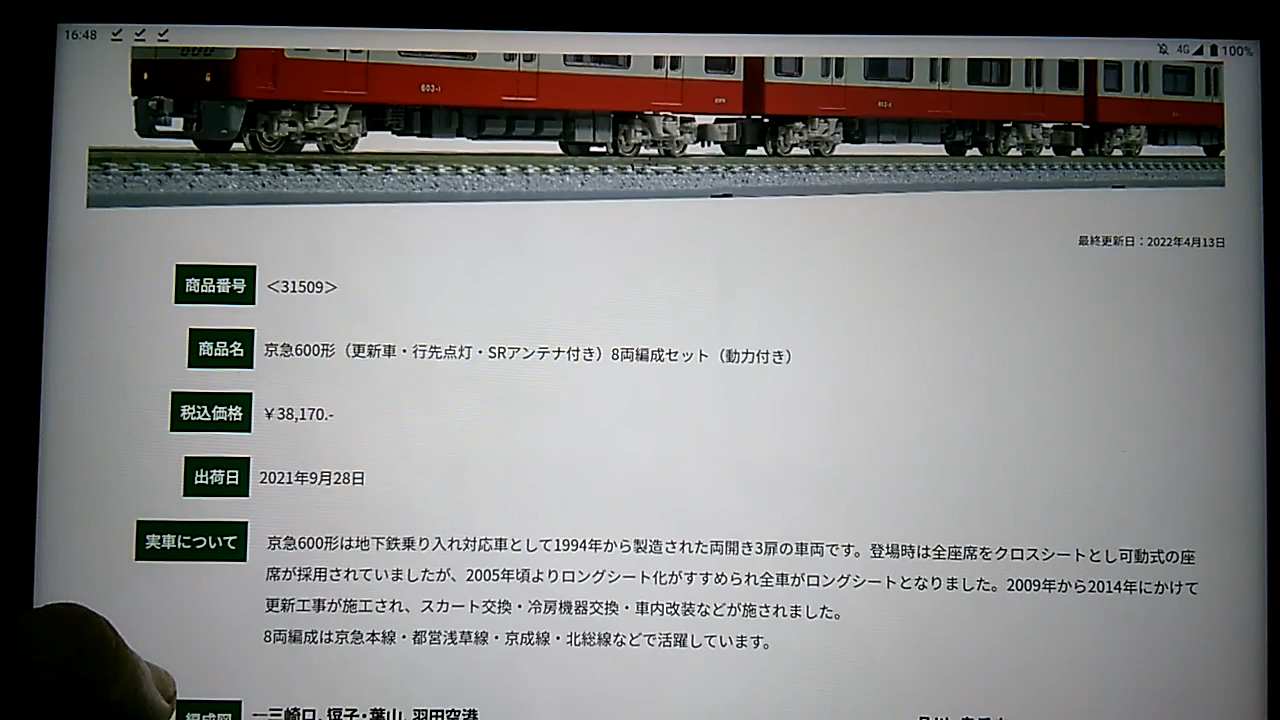 16:48
4G 100%
603-1
最終更新日：2022年4月13日
商品番号 ＜31509＞
商品名 京急600形（更新車・行先点灯・SRアンテナ付き）8両編成セット（動力付き）
税込価格 ￥38,170.-
出荷日 2021年9月28日
実車について 京急600形は地下鉄乗り入れ対応車として1994年から製造された両開き3扉の車両です。登場時は全座席をクロスシートとし可動式の座
席が採用されていましたが、2005年頃よりロングシート化がすすめられ全車がロングシートとなりました。2009年から2014年にかけて
更新工事が施工され、スカート交換・冷房機器交換・車内改装などが施されました。
8両編成は京急本線・都営浅草線・京成線・北総線などで活躍しています。
編成図 ←三崎口、逗子・葉山、羽田空港